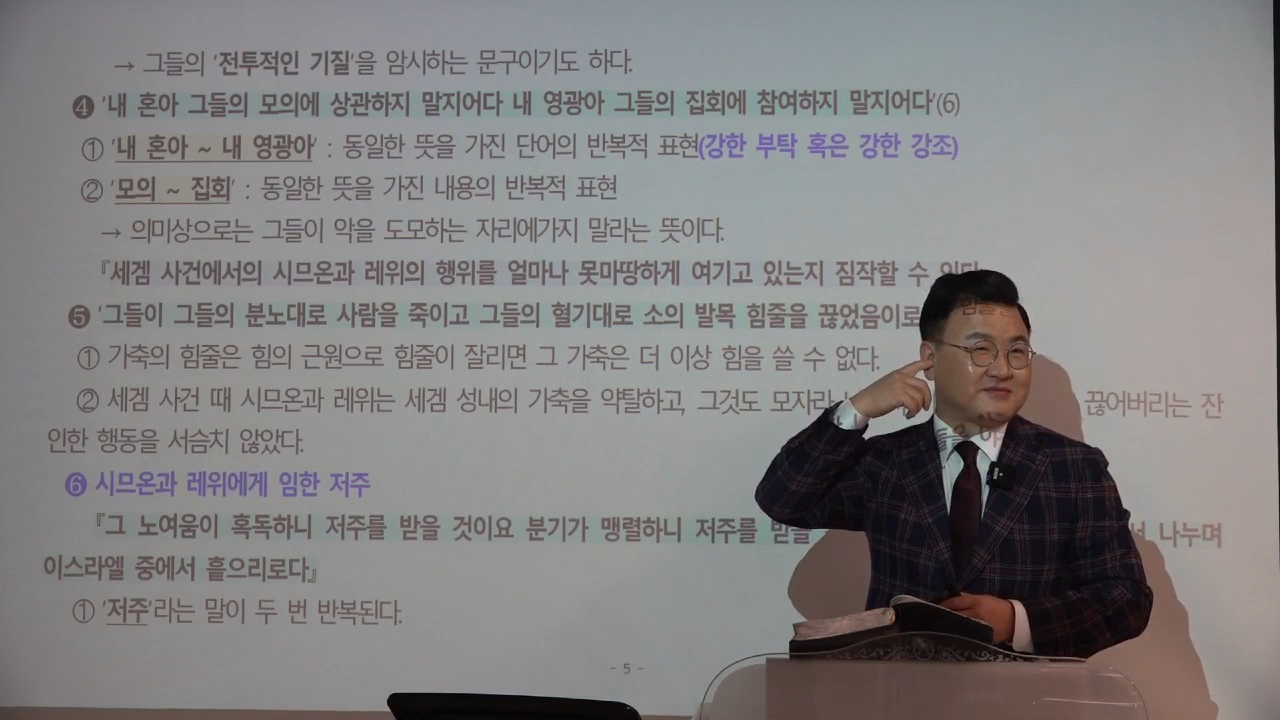 → 그들의 '전투적인 기질'을 암시하는 문구이기도 하다.
❹ '내 혼아 그들의 모의에 상관하지 말지어다 내 영광아 그들의 집회에 참여하지 말지어다'(6)
① '내 혼아 ~ 내 영광아' : 동일한 뜻을 가진 단어의 반복적 표현(강한 부탁 혹은 강한 강조)
② '모의 ~ 집회' : 동일한 뜻을 가진 내용의 반복적 표현
→ 의미상으로는 그들이 악을 도모하는 자리에가지 말라는 뜻이다.
『세겜 사건에서의 시므온과 레위의 행위를 얼마나 못마땅하게 여기고 있는지 짐작할 수
❺ '그들이 그들의 분노대로 사람을 죽이고 그들의 혈기대로 소의 발목 힘줄을 끊었음이로
① 가축의 힘줄은 힘의 근원으로 힘줄이 잘리면 그 가축은 더 이상 힘을 쓸 수 없다.
② 세겜 사건 때 시므온과 레위는 세겜 성내의 가축을 약탈하고, 그것도 모자라 끊어버리는 잔
인한 행동을 서슴치 않았다.
❻ 시므온과 레위에게 임한 저주
『그 노여움이 혹독하니 저주를 받을 것이요 분기가 맹렬하니 저주를 받을 나누며
이스라엘 중에서 흩으리로다』
① '저주'라는 말이 두 번 반복된다.
- 5 -